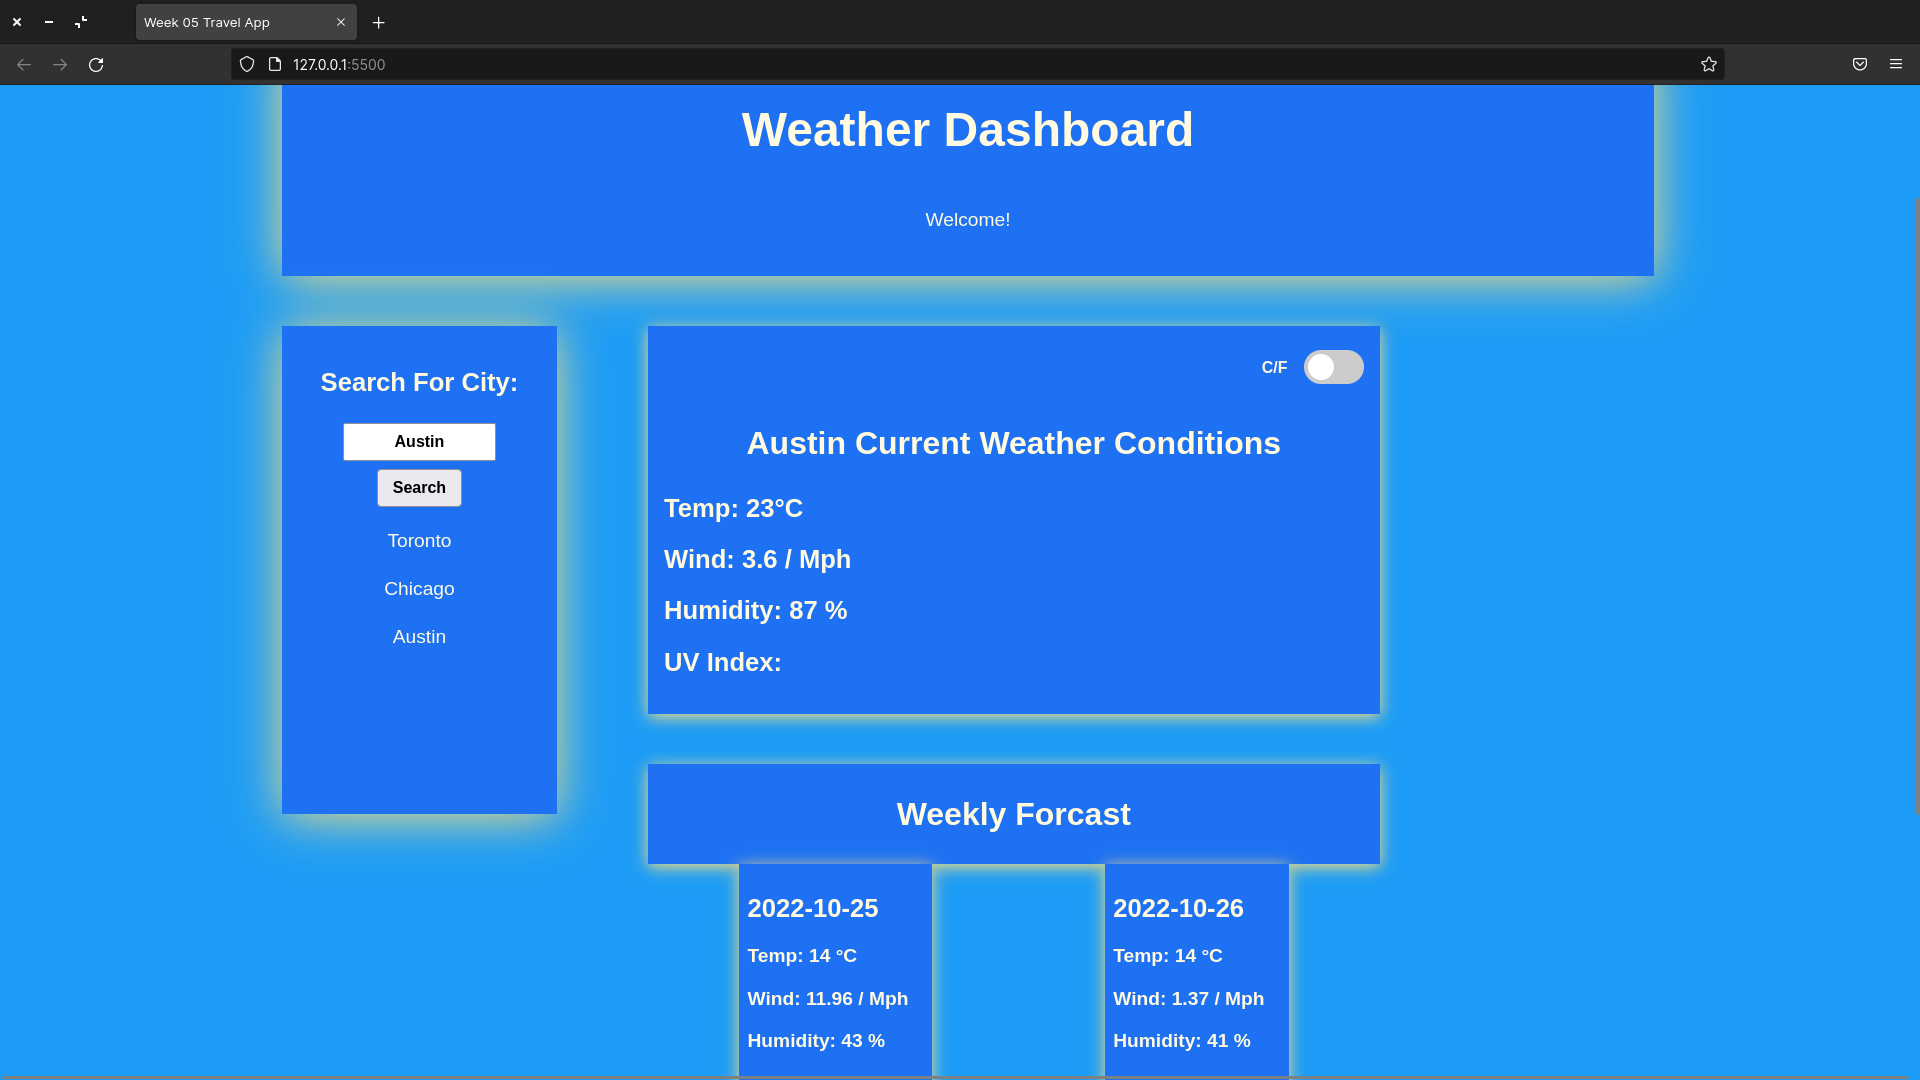 Week 05 Travel App
127.0.0.1:5500
Weather Dashboard
Welcome!
Search For City:
Austin
Search
Toronto
Chicago
Austin
C/F
Austin Current Weather Conditions
Temp: 23°C
Wind: 3.6 / Mph
Humidity: 87 %
UV Index:
Weekly Forcast
2022-10-25
Temp: 14 °C
Wind: 11.96 / Mph
Humidity: 43 %
2022-10-26
Temp: 14 °C
Wind: 1.37 / Mph
Humidity: 41 %